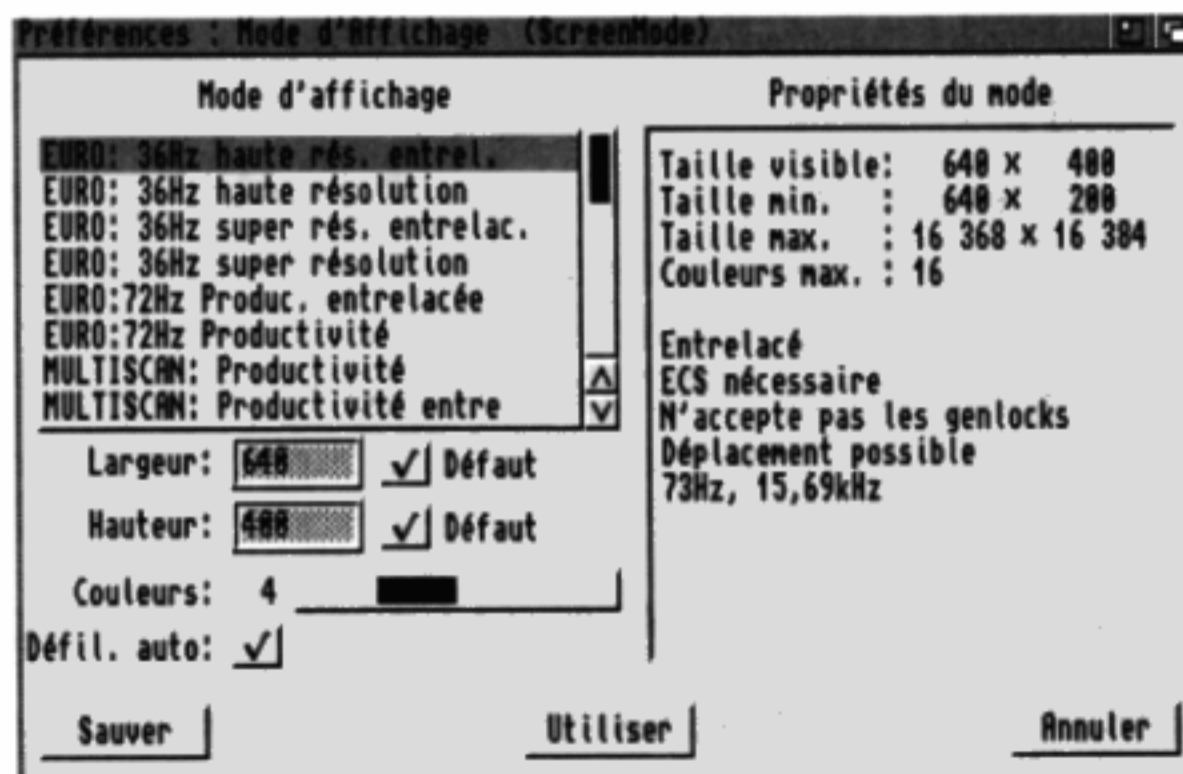 Préférences : Mode d'Affichage (ScreenMode)
Mode d'affichage
EURO: 36Hz haute rés. entrel.
EURO: 36Hz haute résolution
EURO: 36Hz super rés. entrelac.
EURO: 36Hz super résolution
EURO:72Hz Produc. entrelacée
EURO:72Hz Productivité
MULTISCAN: Productivité
MULTISCAN: Productivité entre
Largeur: 640 Défaut
Hauteur: 400 Défaut
Couleurs: 4
Défil. auto:
Propriétés du mode
Taille visible: 640 x 400
Taille min. : 640 x 200
Taille max. : 16 368 x 16 384
Couleurs max. : 16
Entrelacé
ECS nécessaire
N'accepte pas les genlocks
Déplacement possible
73Hz, 15,69kHz
Sauver Utiliser Annuler